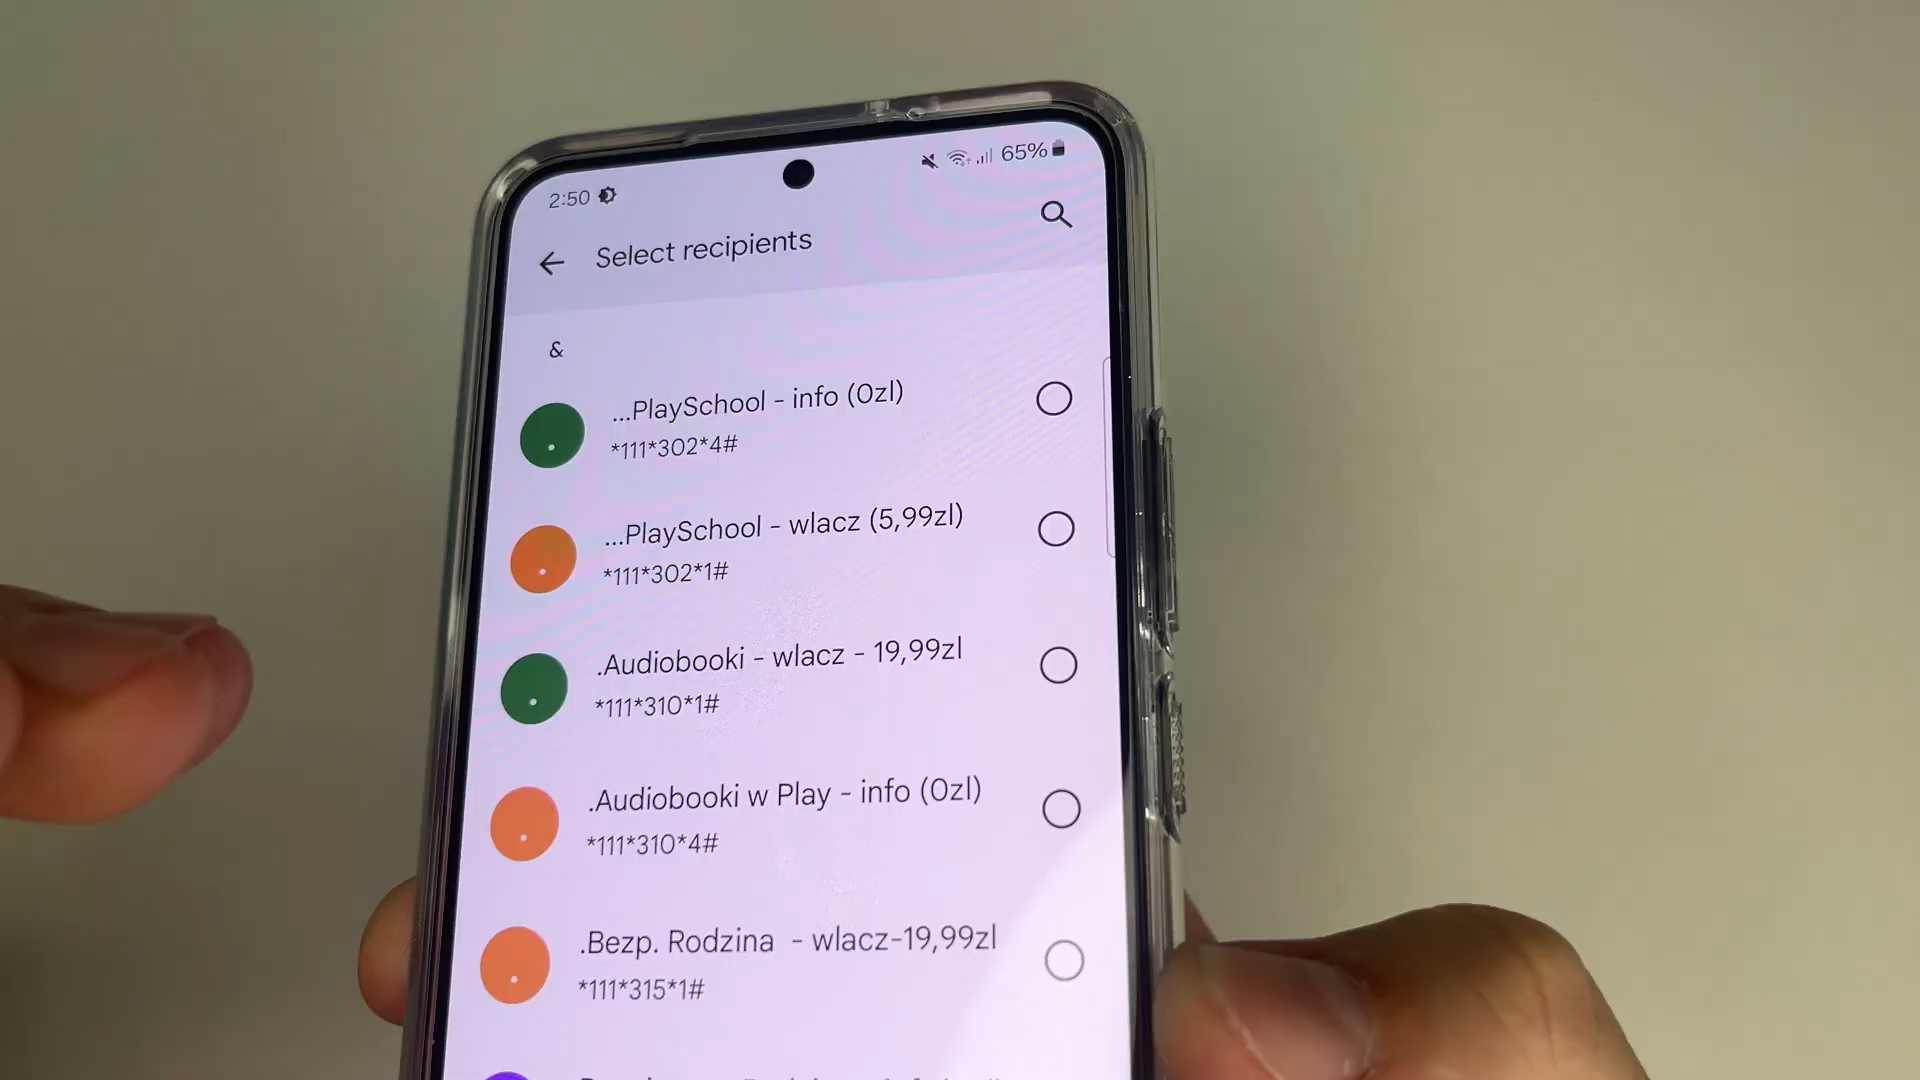 2:50
65%
Select recipients
&
...PlaySchool - info (0zl)
*111*302*4#
...PlaySchool - wlacz (5,99zl)
*111*302*1#
.Audiobooki - wlacz - 19,99zl
*111*310*1#
.Audiobooki w Play - info (0zl)
*111*310*4#
.Bezp. Rodzina - wlacz-19,99zl
*111*315*1#